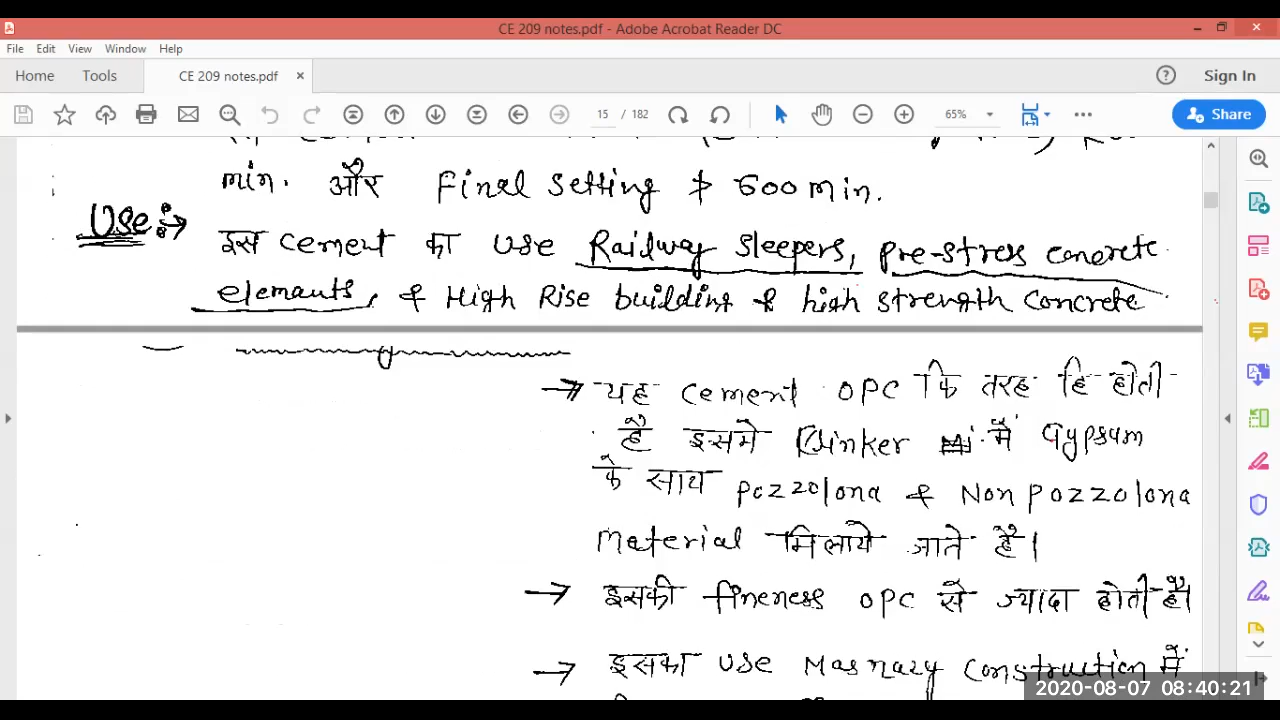 CE 209 notes.pdf - Adobe Acrobat Reader DC
File Edit View Window Help
Home Tools CE 209 notes.pdf × Sign In
15 / 182 65% Share
min. और Final Setting 600 min.
Use :→ इस cement का use Railway sleepers, pre-stress concrete
elemants, & High Rise building & high strength concrete
→ यह cement OPC कि तरह हि होती
है इसमे Clinker में Gypsum
के साथ pozzolona & Non pozzolona
Material मिलाये जाते है।
→ इसकी fineness OPC से ज्यादा होती है।
→ इसका use Masnary construction में
2020-08-07 08:40:21